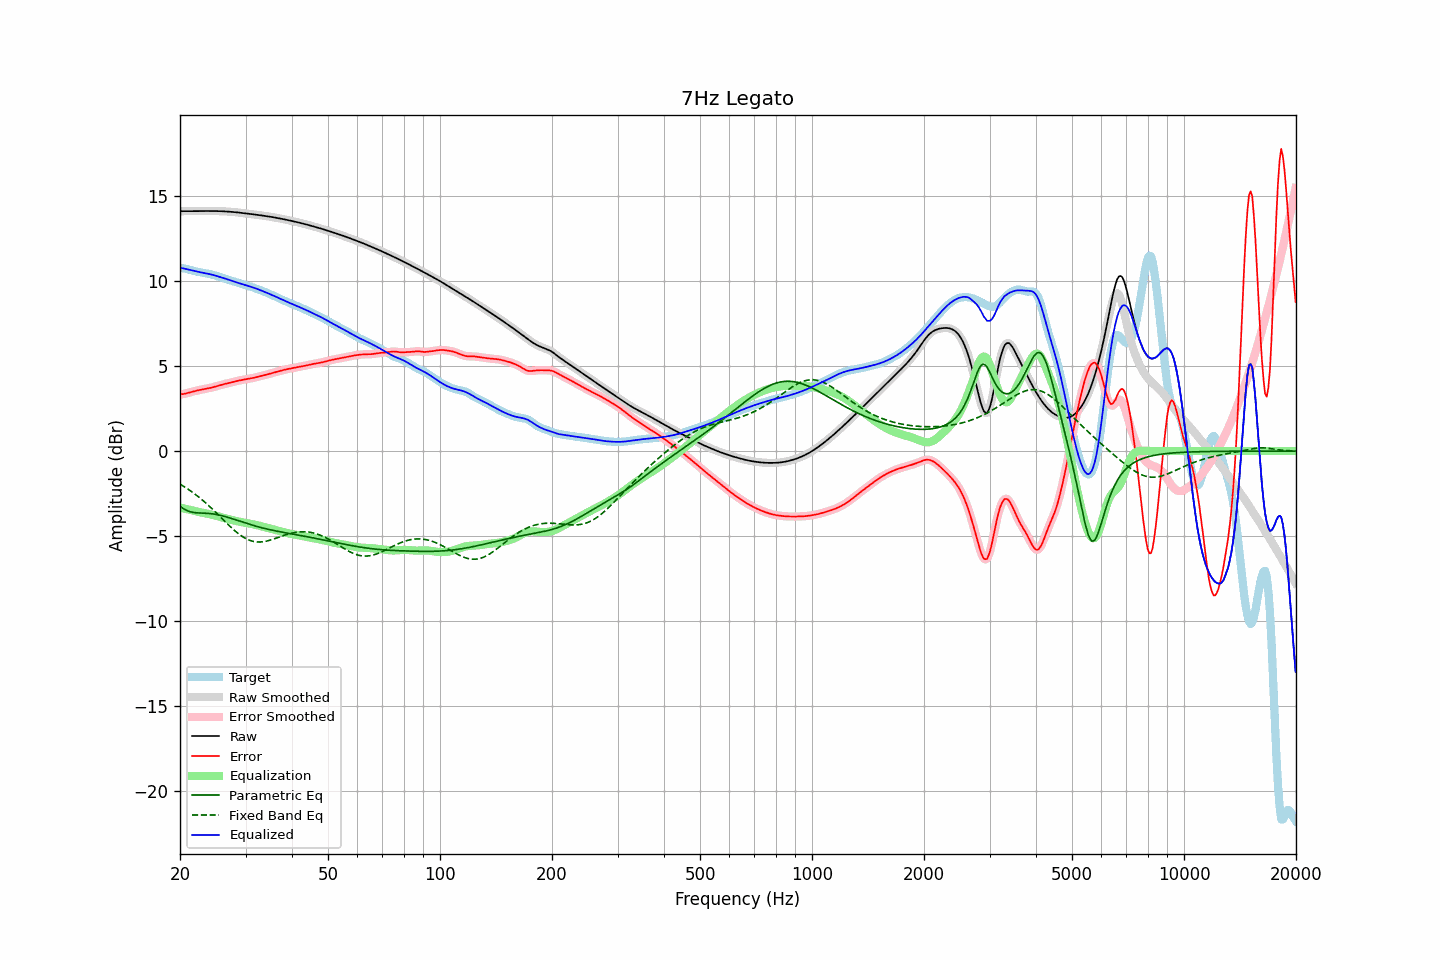 7Hz Legato
Amplitude (dBr)
15
10
5
0
−5
−10
−15
−20
Target
Raw Smoothed
Error Smoothed
Raw
Error
Equalization
Parametric Eq
Fixed Band Eq
Equalized
20
50
100
200
500
1000
2000
5000
10000
20000
Frequency (Hz)